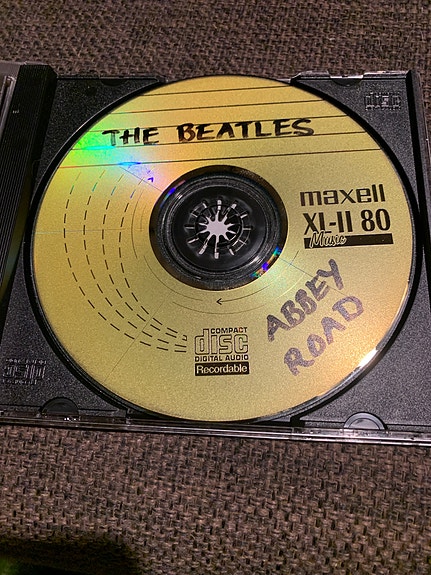 THE BEATLES
maxell
XL-II 80
Music
ABBEY
ROAD
COMPACT
disc
DIGITAL AUDIO
Recordable